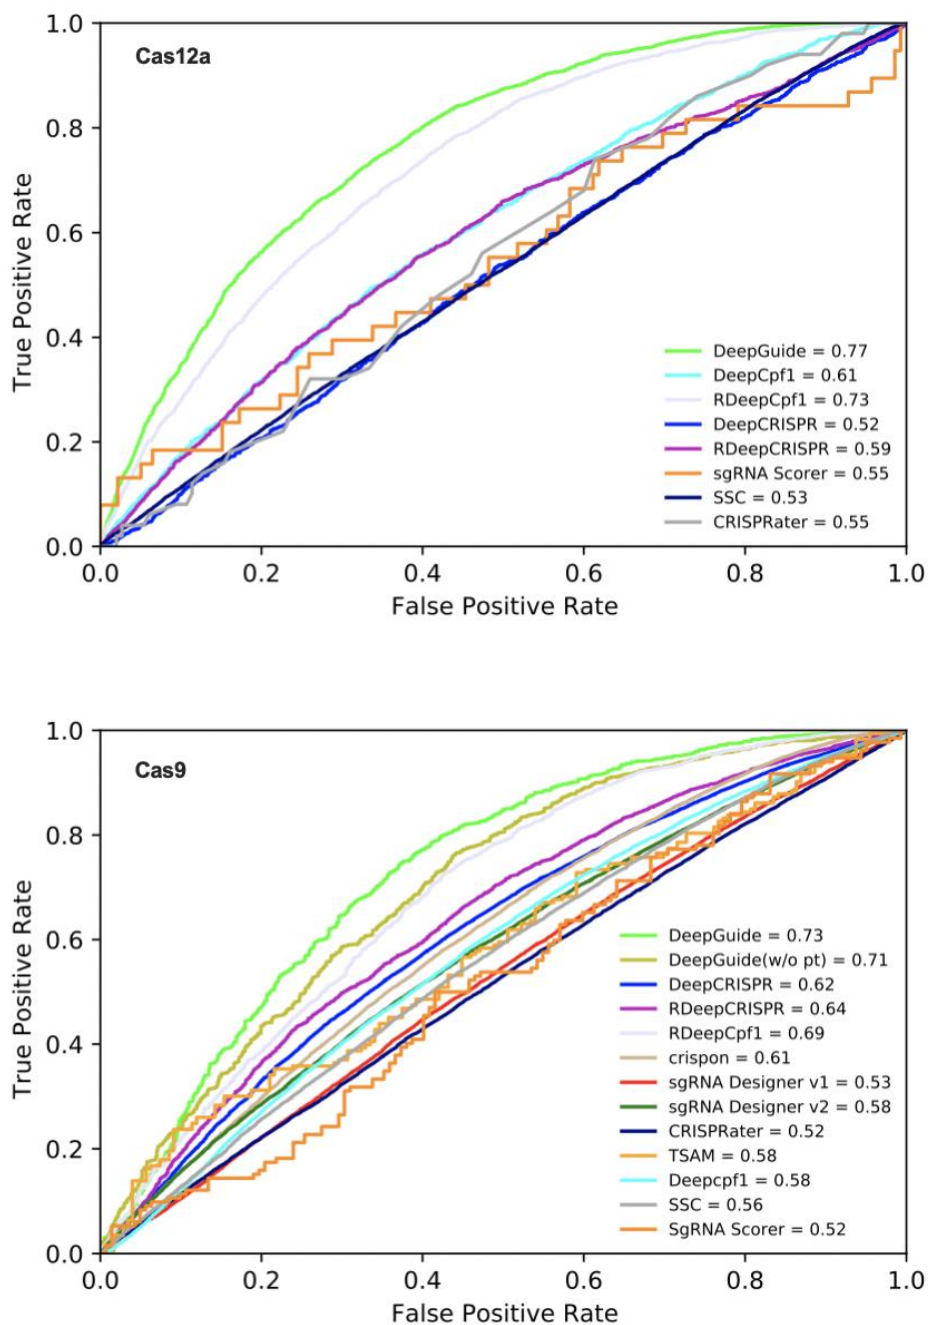 Cas12a
1.0
0.8
0.6
0.4
0.2
0.0
True Positive Rate
DeepGuide = 0.77
DeepCpf1 = 0.61
RDeepCpf1 = 0.73
DeepCRISPR = 0.52
RDeepCRISPR = 0.59
sgRNA Scorer = 0.55
SSC = 0.53
CRISPRater = 0.55
0.0 0.2 0.4 0.6 0.8 1.0
False Positive Rate
Cas9
1.0
0.8
0.6
0.4
0.2
0.0
True Positive Rate
DeepGuide = 0.73
DeepGuide(w/o pt) = 0.71
DeepCRISPR = 0.62
RDeepCRISPR = 0.64
RDeepCpf1 = 0.69
crispon = 0.61
sgRNA Designer v1 = 0.53
sgRNA Designer v2 = 0.58
CRISPRater = 0.52
TSAM = 0.58
Deepcpf1 = 0.58
SSC = 0.56
SgRNA Scorer = 0.52
0.0 0.2 0.4 0.6 0.8 1.0
False Positive Rate